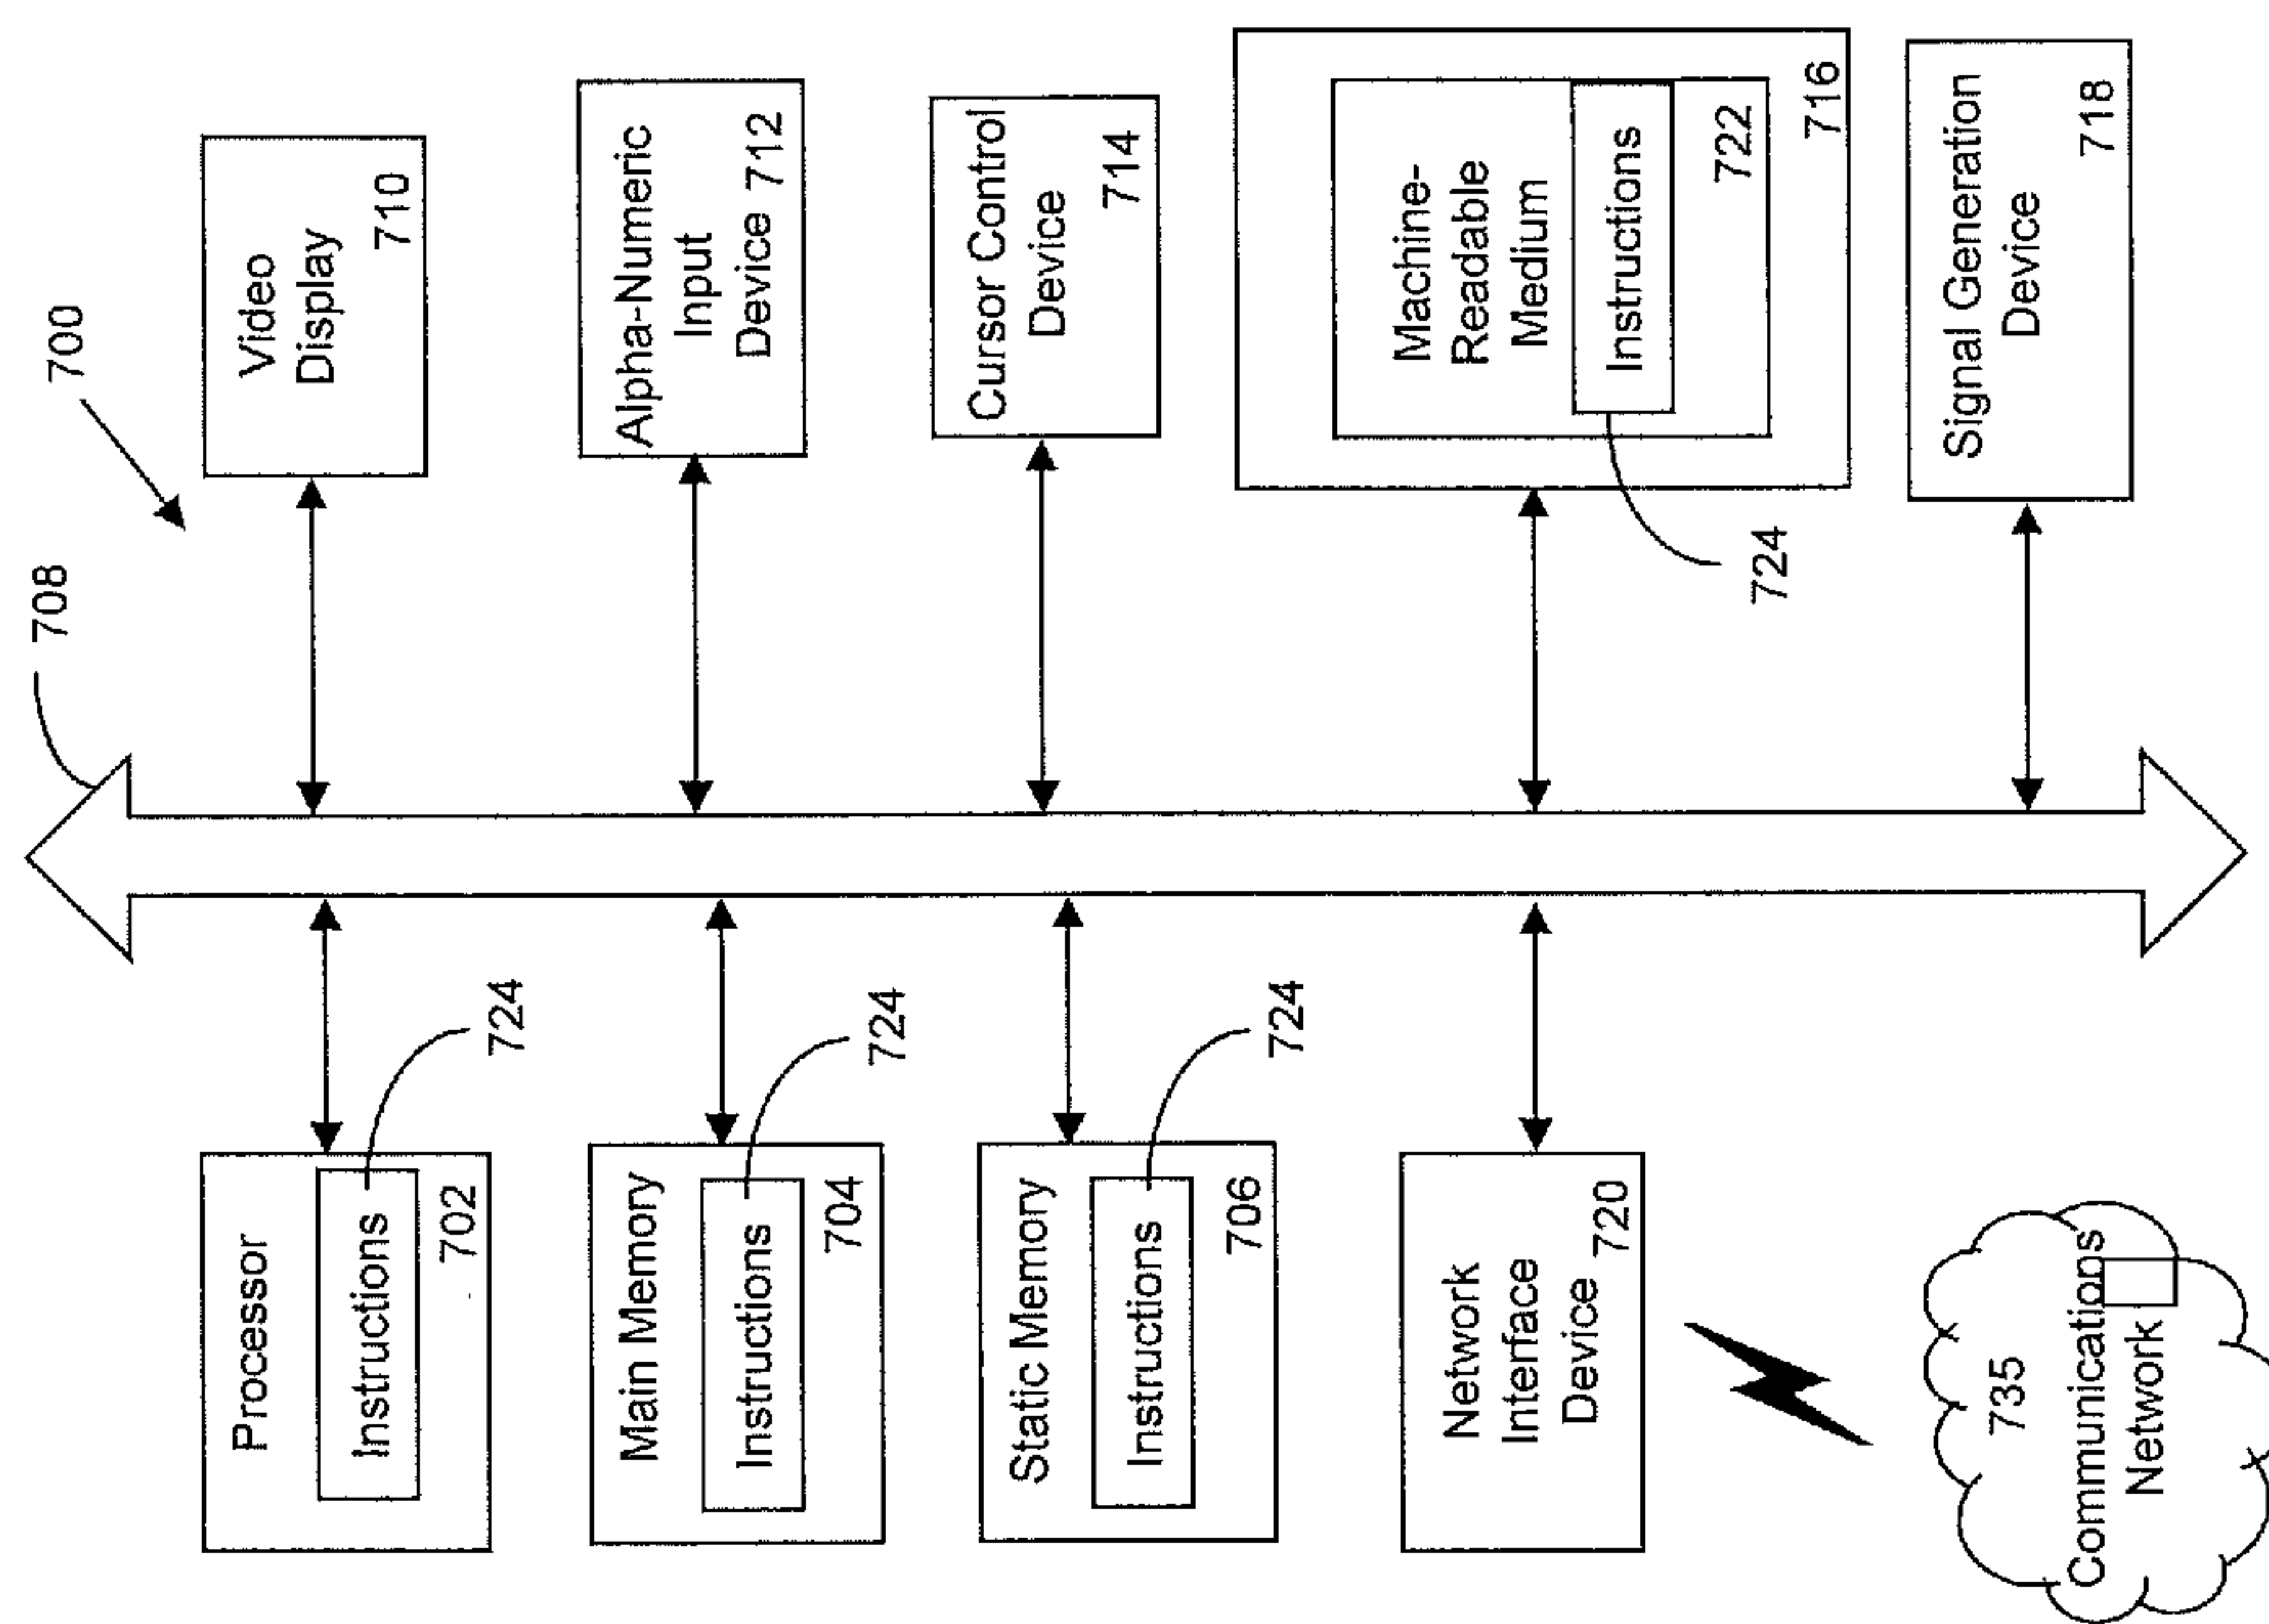 700
708
Processor
Instructions
702
724
Main Memory
Instructions
704
724
Static Memory
Instructions
706
724
Network
Interface
Device 720
735
Communications
Network
Video
Display
710
Alpha-Numeric
Input
Device 712
Cursor Control
Device
714
Machine-
Readable
Medium
Instructions
722
716
724
Signal Generation
Device
718